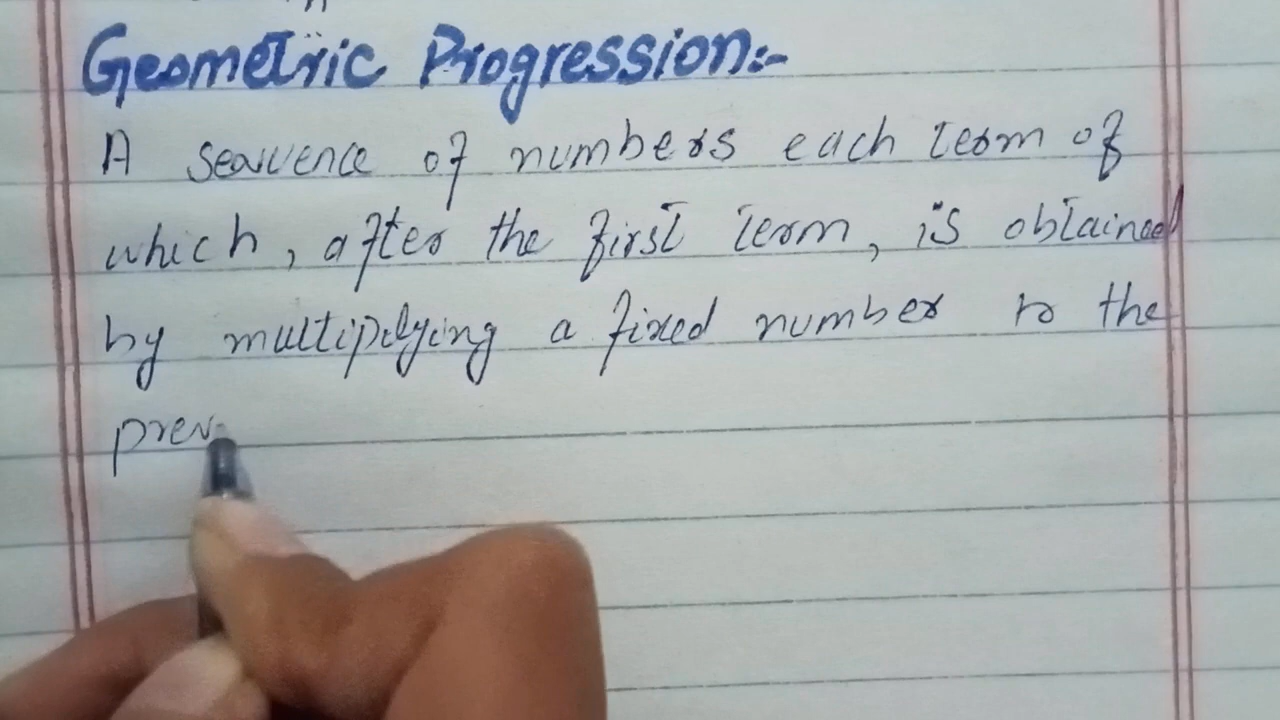 Geometric Progression:-
A sequence of numbers each term of
which, after the first term, is obtained
by multiplying a fixed number to the
prev